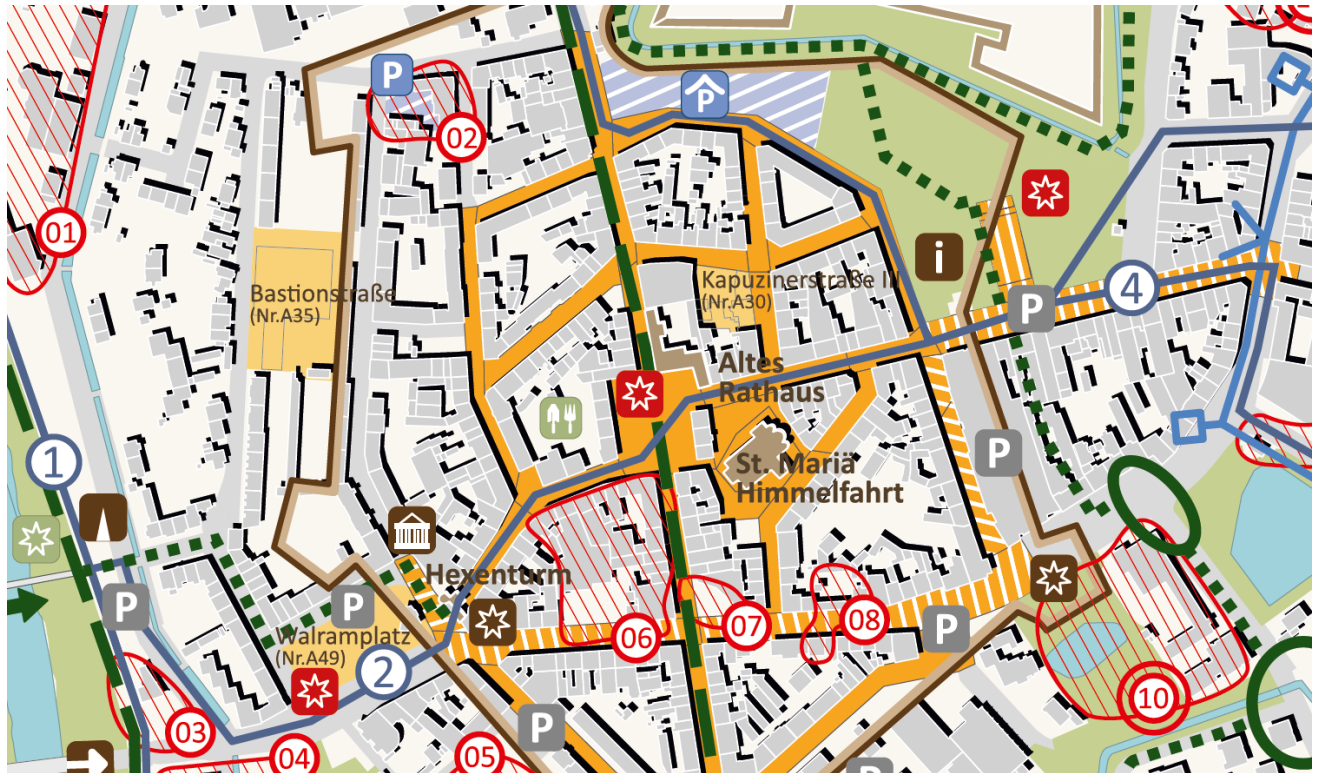 P
P
02
01
i
Kapuzinerstraße III
(Nr.A30)
Bastionstraße
(Nr.A35)
4
P
Altes
Rathaus
1
P
St. Mariä
Himmelfahrt
Hexenturm
P
P
Walramplatz
(Nr.A49)
06
07
08
P
2
03
10
P
04
05
P